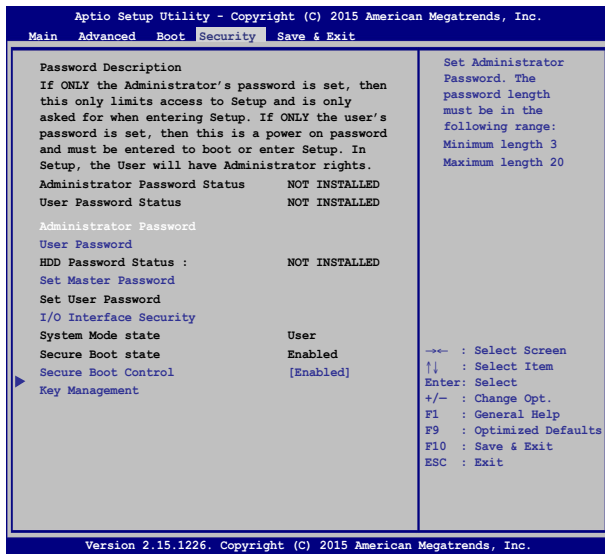 Aptio Setup Utility - Copyright (C) 2015 American Megatrends, Inc.
Main Advanced Boot Security Save & Exit
Password Description
If ONLY the Administrator's password is set, then
this only limits access to Setup and is only
asked for when entering Setup. If ONLY the user's
password is set, then this is a power on password
and must be entered to boot or enter Setup. In
Setup, the User will have Administrator rights.
Administrator Password Status NOT INSTALLED
User Password Status NOT INSTALLED
Administrator Password
User Password
HDD Password Status : NOT INSTALLED
Set Master Password
Set User Password
I/O Interface Security
System Mode state User
Secure Boot state Enabled
Secure Boot Control [Enabled]
Key Management
Set Administrator
Password. The
password length
must be in the
following range:
Minimum length 3
Maximum length 20
→← : Select Screen
↑↓ : Select Item
Enter: Select
+/— : Change Opt.
F1 : General Help
F9 : Optimized Defaults
F10 : Save & Exit
ESC : Exit
Version 2.15.1226. Copyright (C) 2015 American Megatrends, Inc.